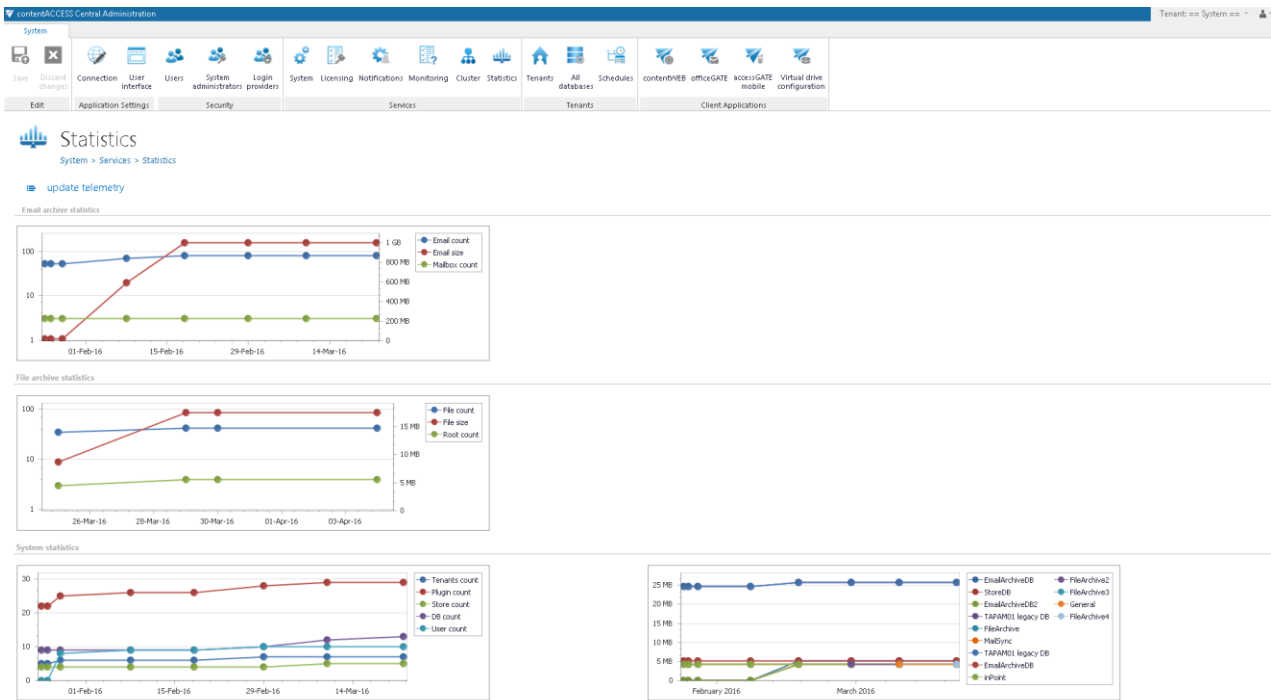 contentACCESS Central Administration
Tenant: == System ==
System
Save
Discard changes
Connection
User interface
Users
System administrators
Login providers
System
Licensing
Notifications
Monitoring
Cluster
Statistics
Tenants
All databases
Schedules
contentWEB
officeGATE
accessGATE mobile
Virtual drive configuration
Edit
Application Settings
Security
Services
Tenants
Client Applications
Statistics
System > Services > Statistics
update telemetry
Email archive statistics
100
10
1
1 GB
800 MB
600 MB
400 MB
200 MB
0
01-Feb-16
15-Feb-16
29-Feb-16
14-Mar-16
Email count
Email size
Mailbox count
File archive statistics
100
10
1
15 MB
10 MB
5 MB
0
26-Mar-16
28-Mar-16
30-Mar-16
01-Apr-16
03-Apr-16
File count
File size
Root count
System statistics
30
20
10
0
01-Feb-16
15-Feb-16
29-Feb-16
14-Mar-16
Tenants count
Plugin count
Store count
DB count
User count
25 MB
20 MB
15 MB
10 MB
5 MB
0
February 2016
March 2016
EmailArchiveDB
StoreDB
EmailArchiveDB2
TAPAM01 legacy DB
FileArchive
MailSync
TAPAM01 legacy DB
EmailArchiveDB
inPoint
FileArchive2
FileArchive3
General
FileArchive4